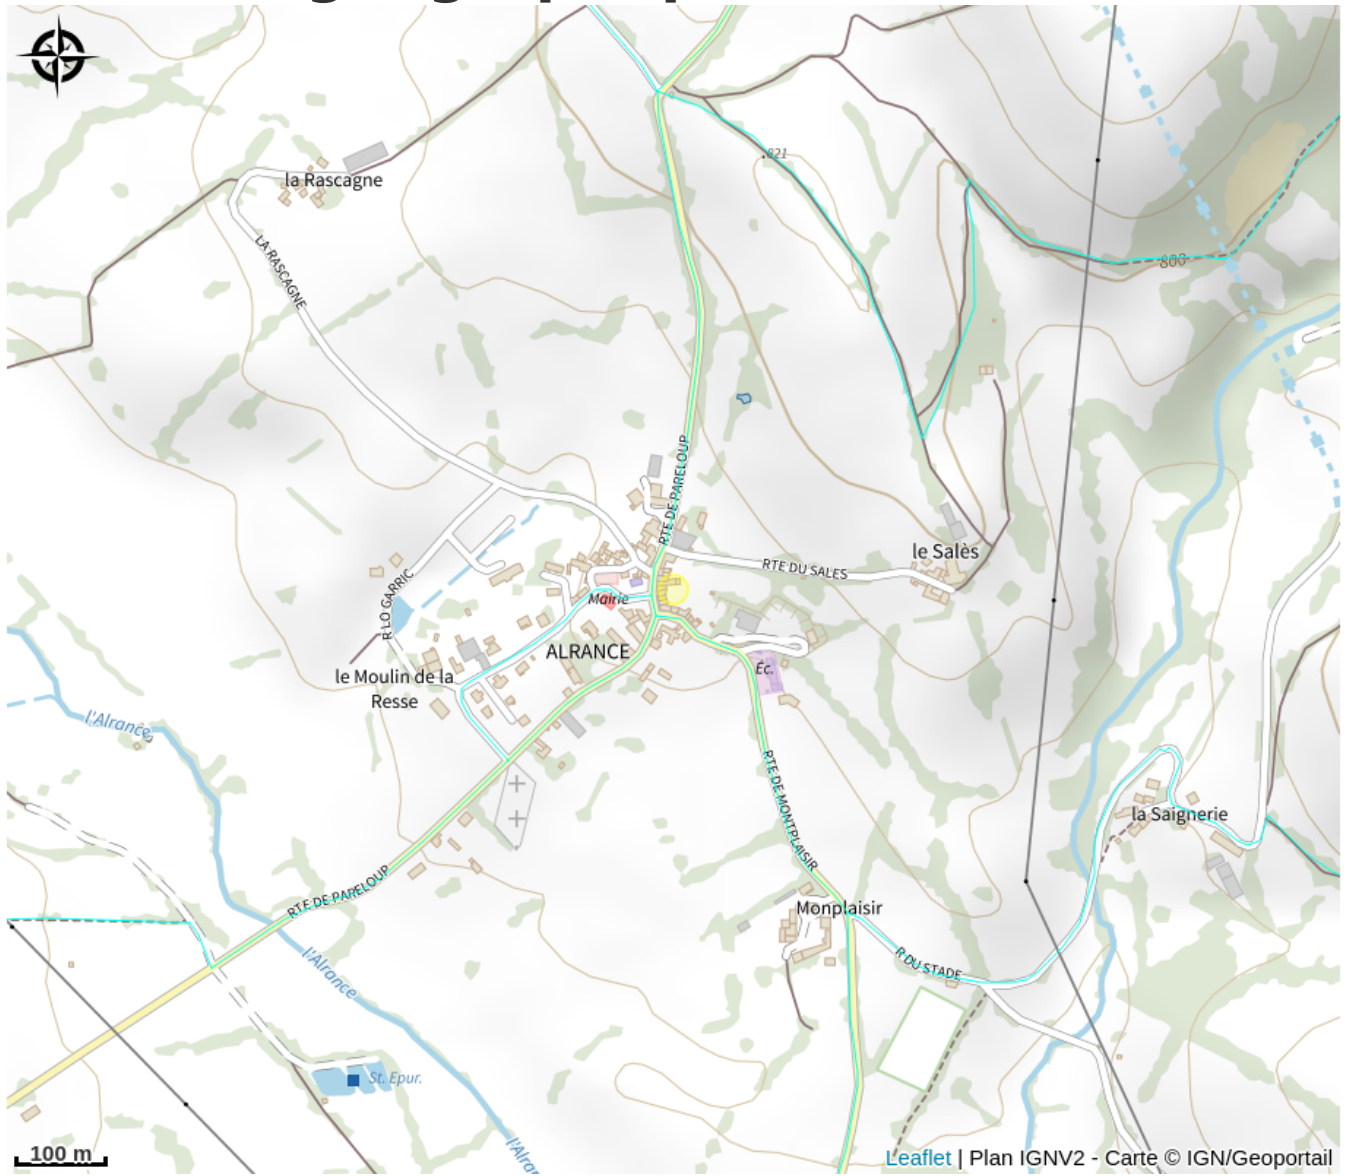 821
la Rascagne
LA RASCAGNE
800
RTE DE PARELOUP
le Salès
RTE DU SALES
R LO GARRIC
Mairie
ALRANCE
Éc.
le Moulin de la
Resse
l'Alrance
RTE DE MONTPLAISIR
la Saignerie
RTE DE PARELOUP
Monplaisir
l'Alrance
R DU STADE
St. Epur.
l'Alran
100 m
Leaflet | Plan IGNV2 - Carte © IGN/Geoportail